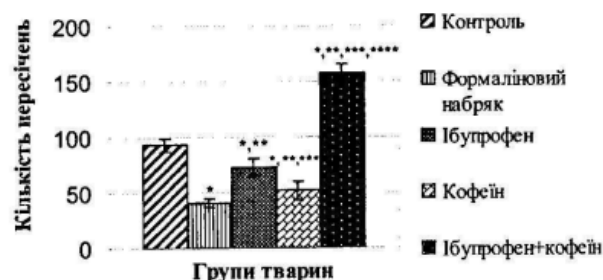 Кількість пересічень
200
150
100
50
0
*
*,**
*,**,***
*,**,***,****
Групи тварин
Контроль
Формаліновий
набряк
Ібупрофен
Кофеїн
Ібупрофен+кофеїн